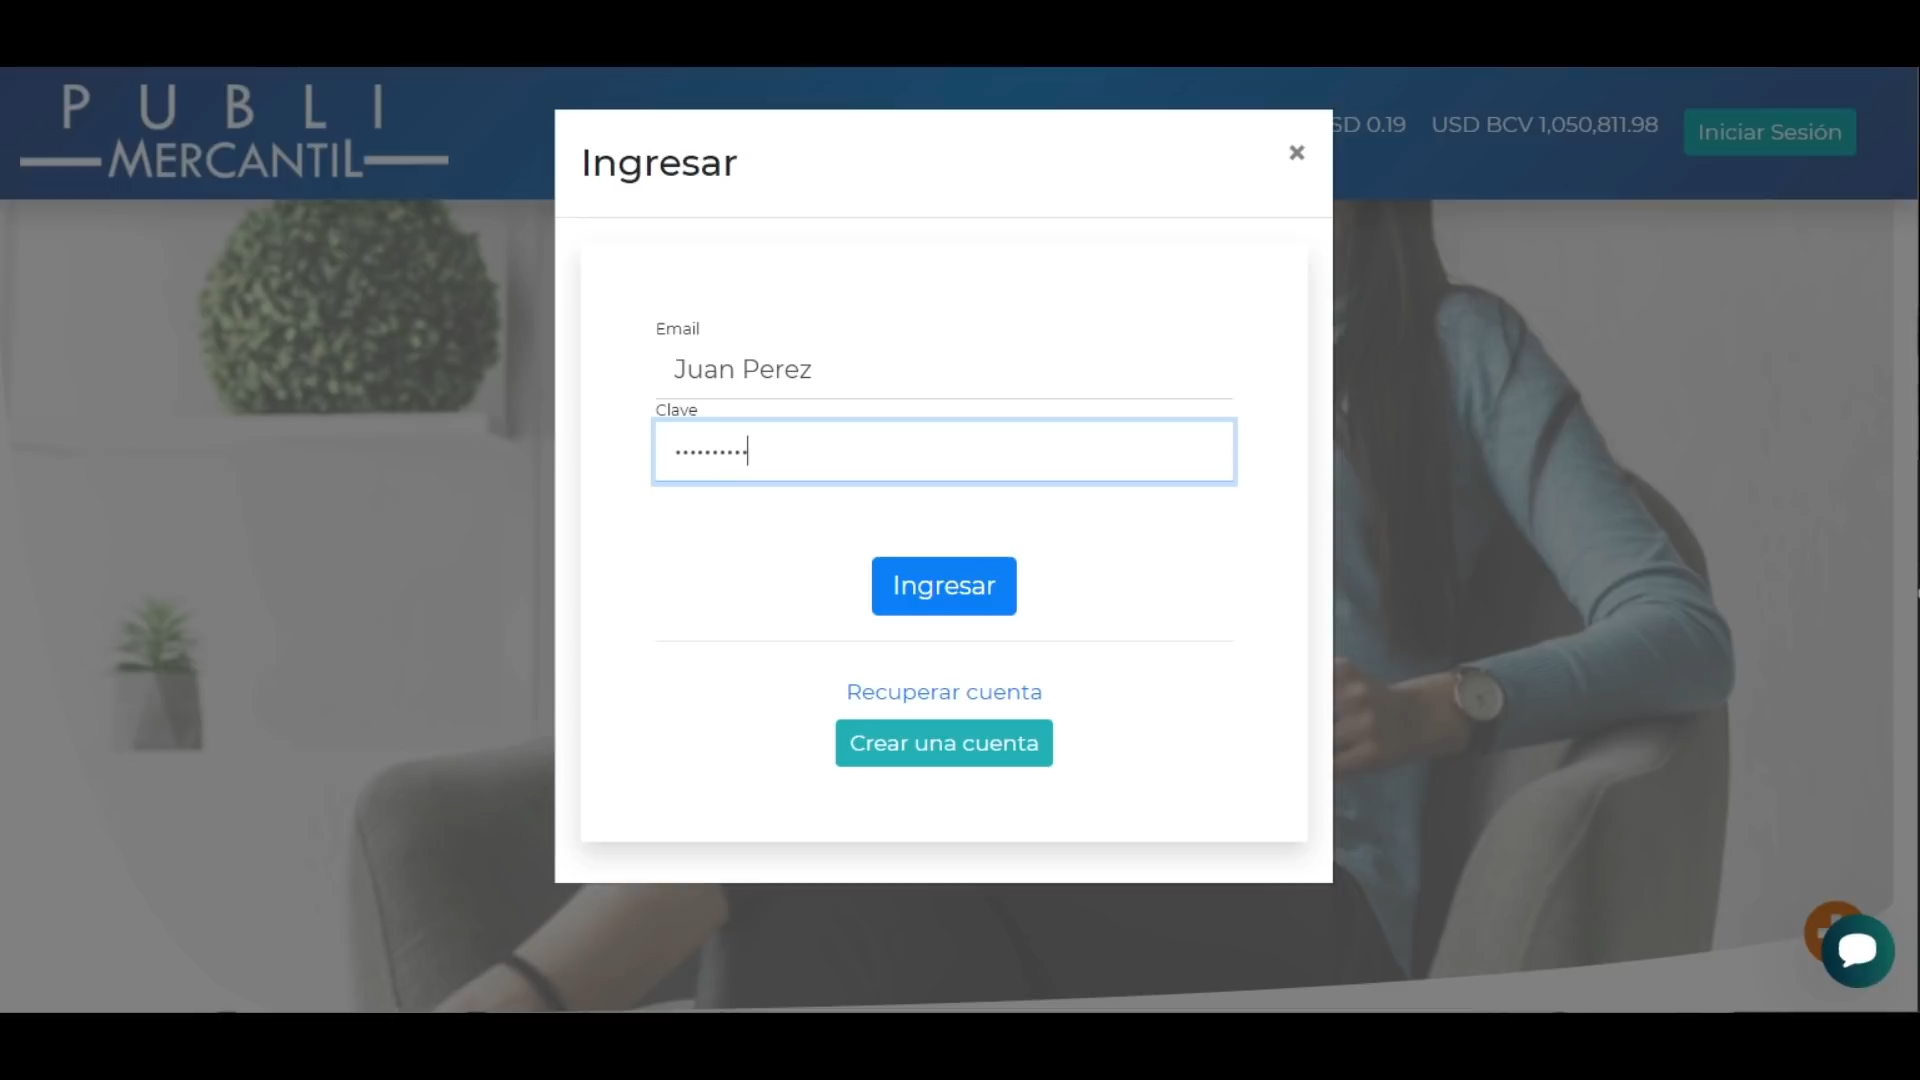 PUBLI
MERCANTIL
SD 0.19
USD BCV 1,050,811.98
Iniciar Sesión
Ingresar
×
Email
Juan Perez
Clave
••••••••••
Ingresar
Recuperar cuenta
Crear una cuenta